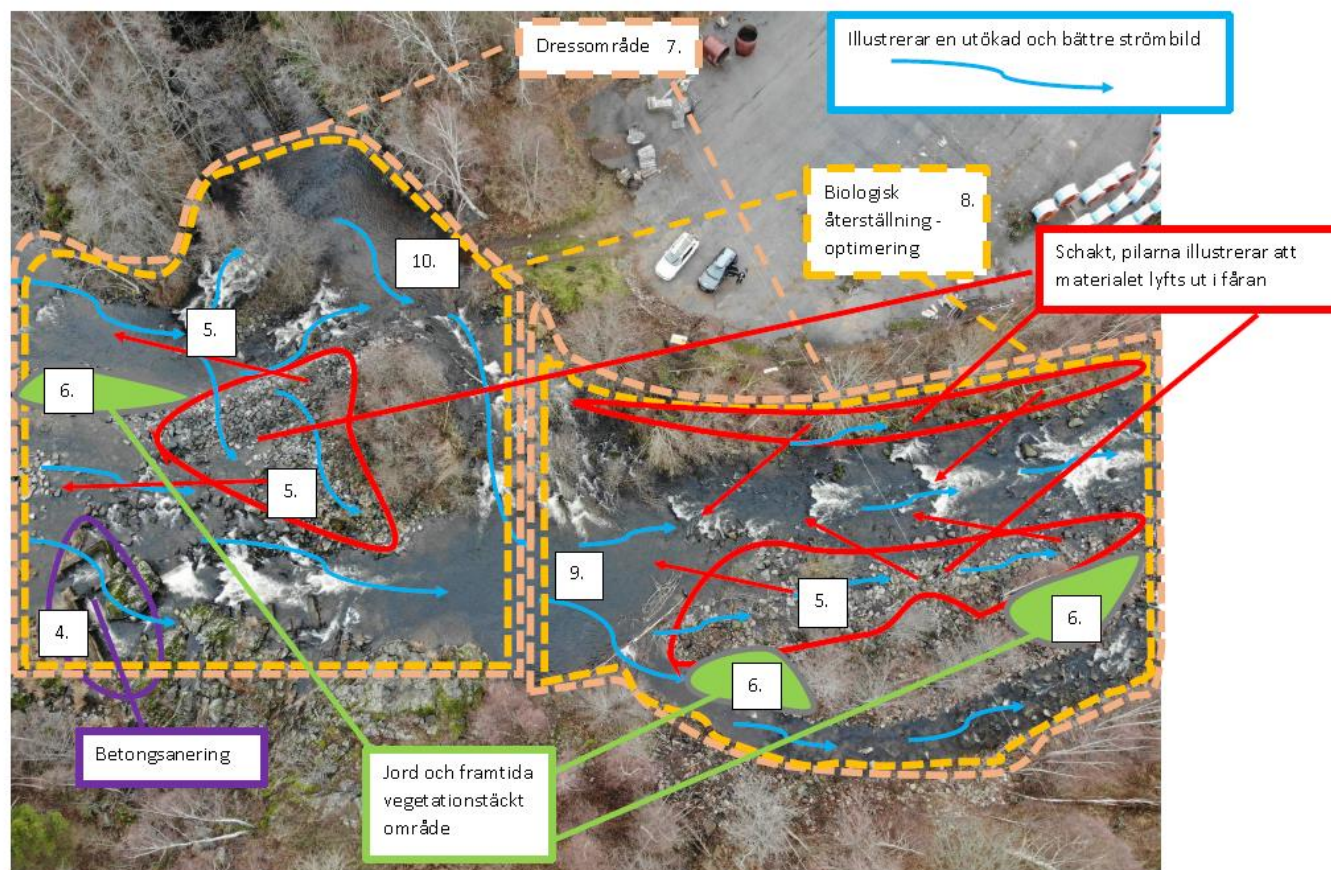 Dressområde 7.
Illustrerar en utökad och bättre strömbild
Biologisk 8.
återställning -
optimering
Schakt, pilarna illustrerar att
materialet lyfts ut i fåran
10.
5.
6.
5.
4.
9.
5.
6.
6.
Betongsanering
Jord och framtida
vegetationstäckt
område